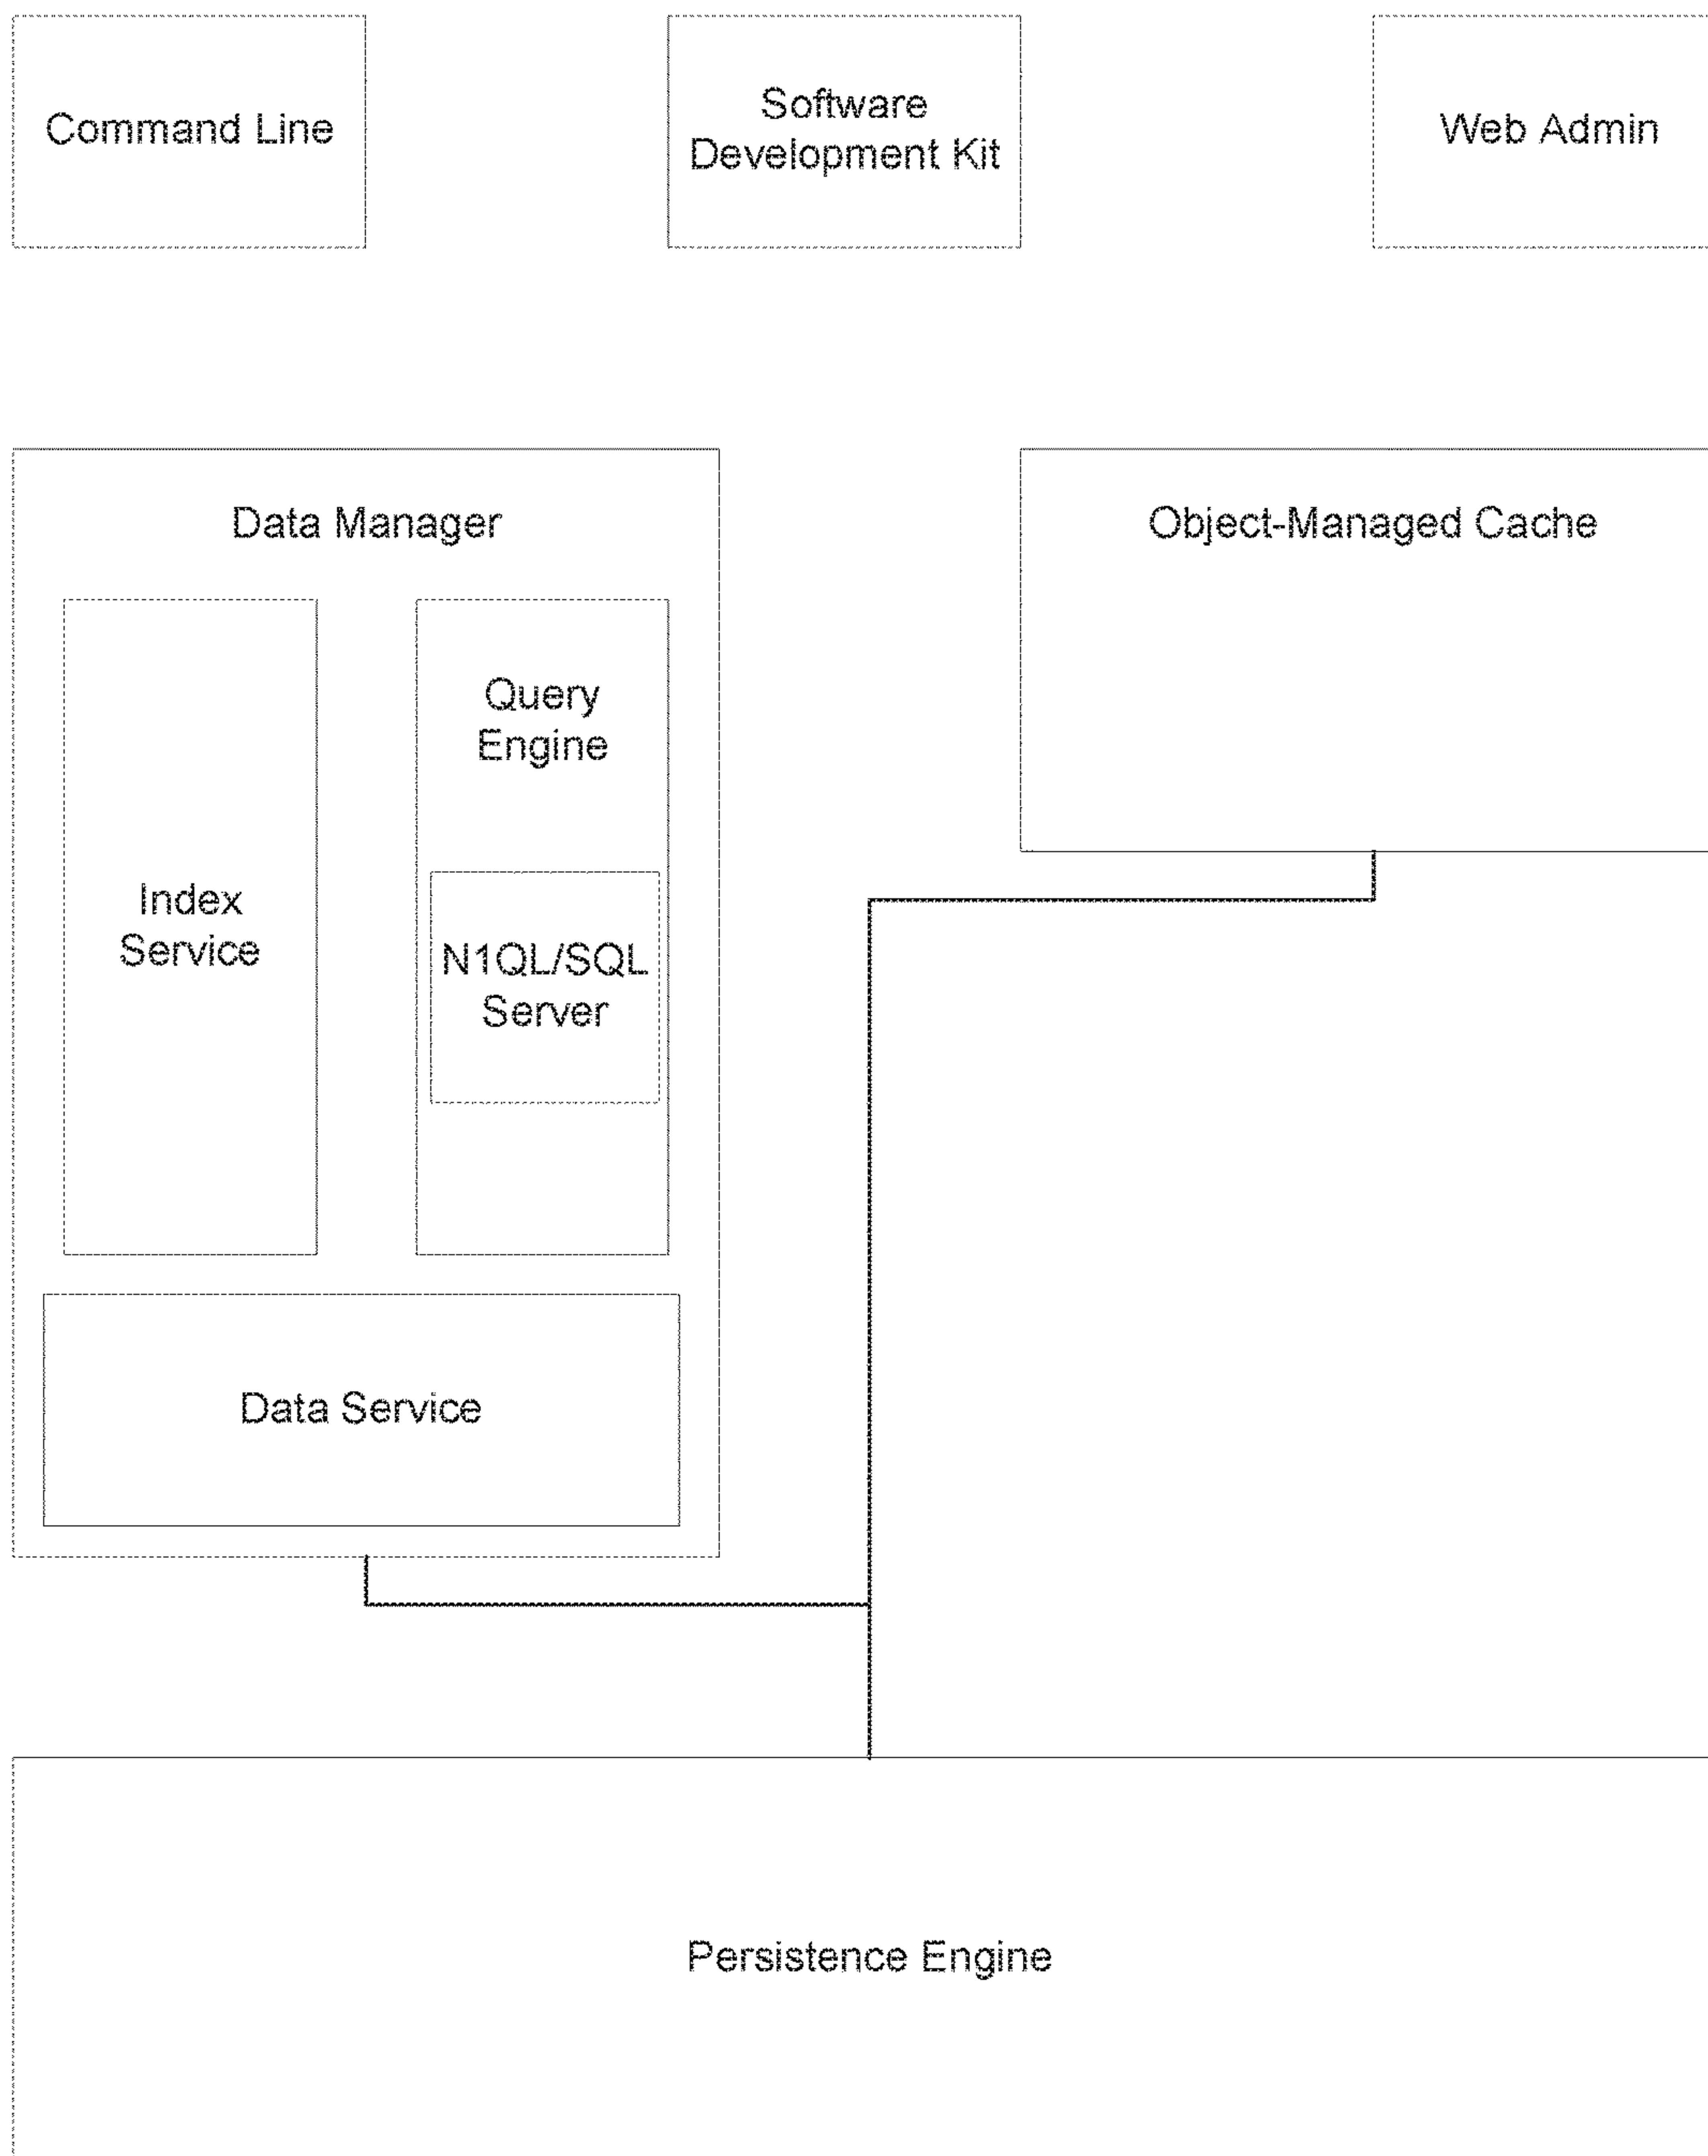 Command Line
Software
Development Kit
Web Admin
Data Manager
Object-Managed Cache
Query
Engine
Index
Service
N1QL/SQL
Server
Data Service
Persistence Engine